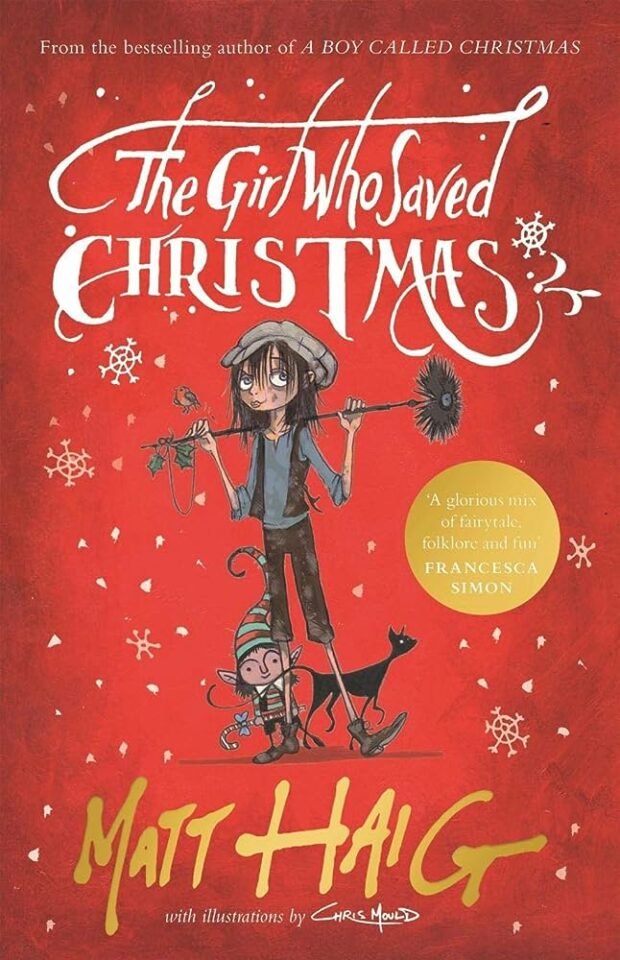 From the bestselling author of A BOY CALLED CHRISTMAS
The Girl Who Saved
CHRISTMAS
'A glorious mix
of fairytale,
folklore and fun'
FRANCESCA
SIMON
MATT HAIG
with illustrations by CHRIS MOULD